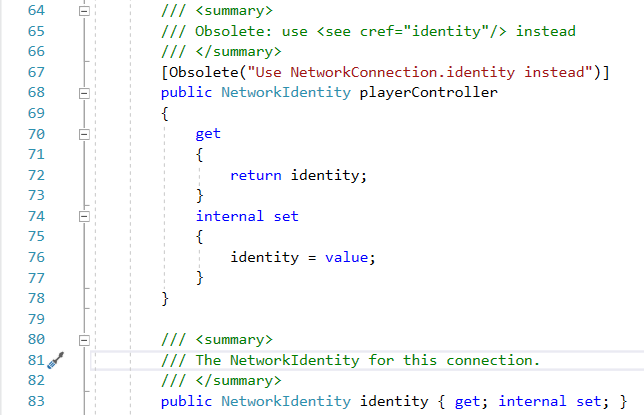 64 /// <summary>
65 /// Obsolete: use <see cref="identity"/> instead
66 /// </summary>
67 [Obsolete("Use NetworkConnection.identity instead")]
68 public NetworkIdentity playerController
69 {
70 get
71 {
72 return identity;
73 }
74 internal set
75 {
76 identity = value;
77 }
78 }
79
80 /// <summary>
81 /// The NetworkIdentity for this connection.
82 /// </summary>
83 public NetworkIdentity identity { get; internal set; }